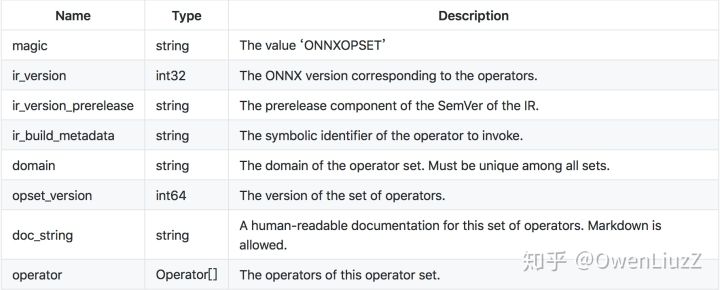 Name Type Description
magic string The value ‘ONNXOPSET’
ir_version int32 The ONNX version corresponding to the operators.
ir_version_prerelease string The prerelease component of the SemVer of the IR.
ir_build_metadata string The symbolic identifier of the operator to invoke.
domain string The domain of the operator set. Must be unique among all sets.
opset_version int64 The version of the set of operators.
doc_string string A human-readable documentation for this set of operators. Markdown is
allowed.
operator Operator[] The operators of this operator set.
知乎 @OwenLiuzZ